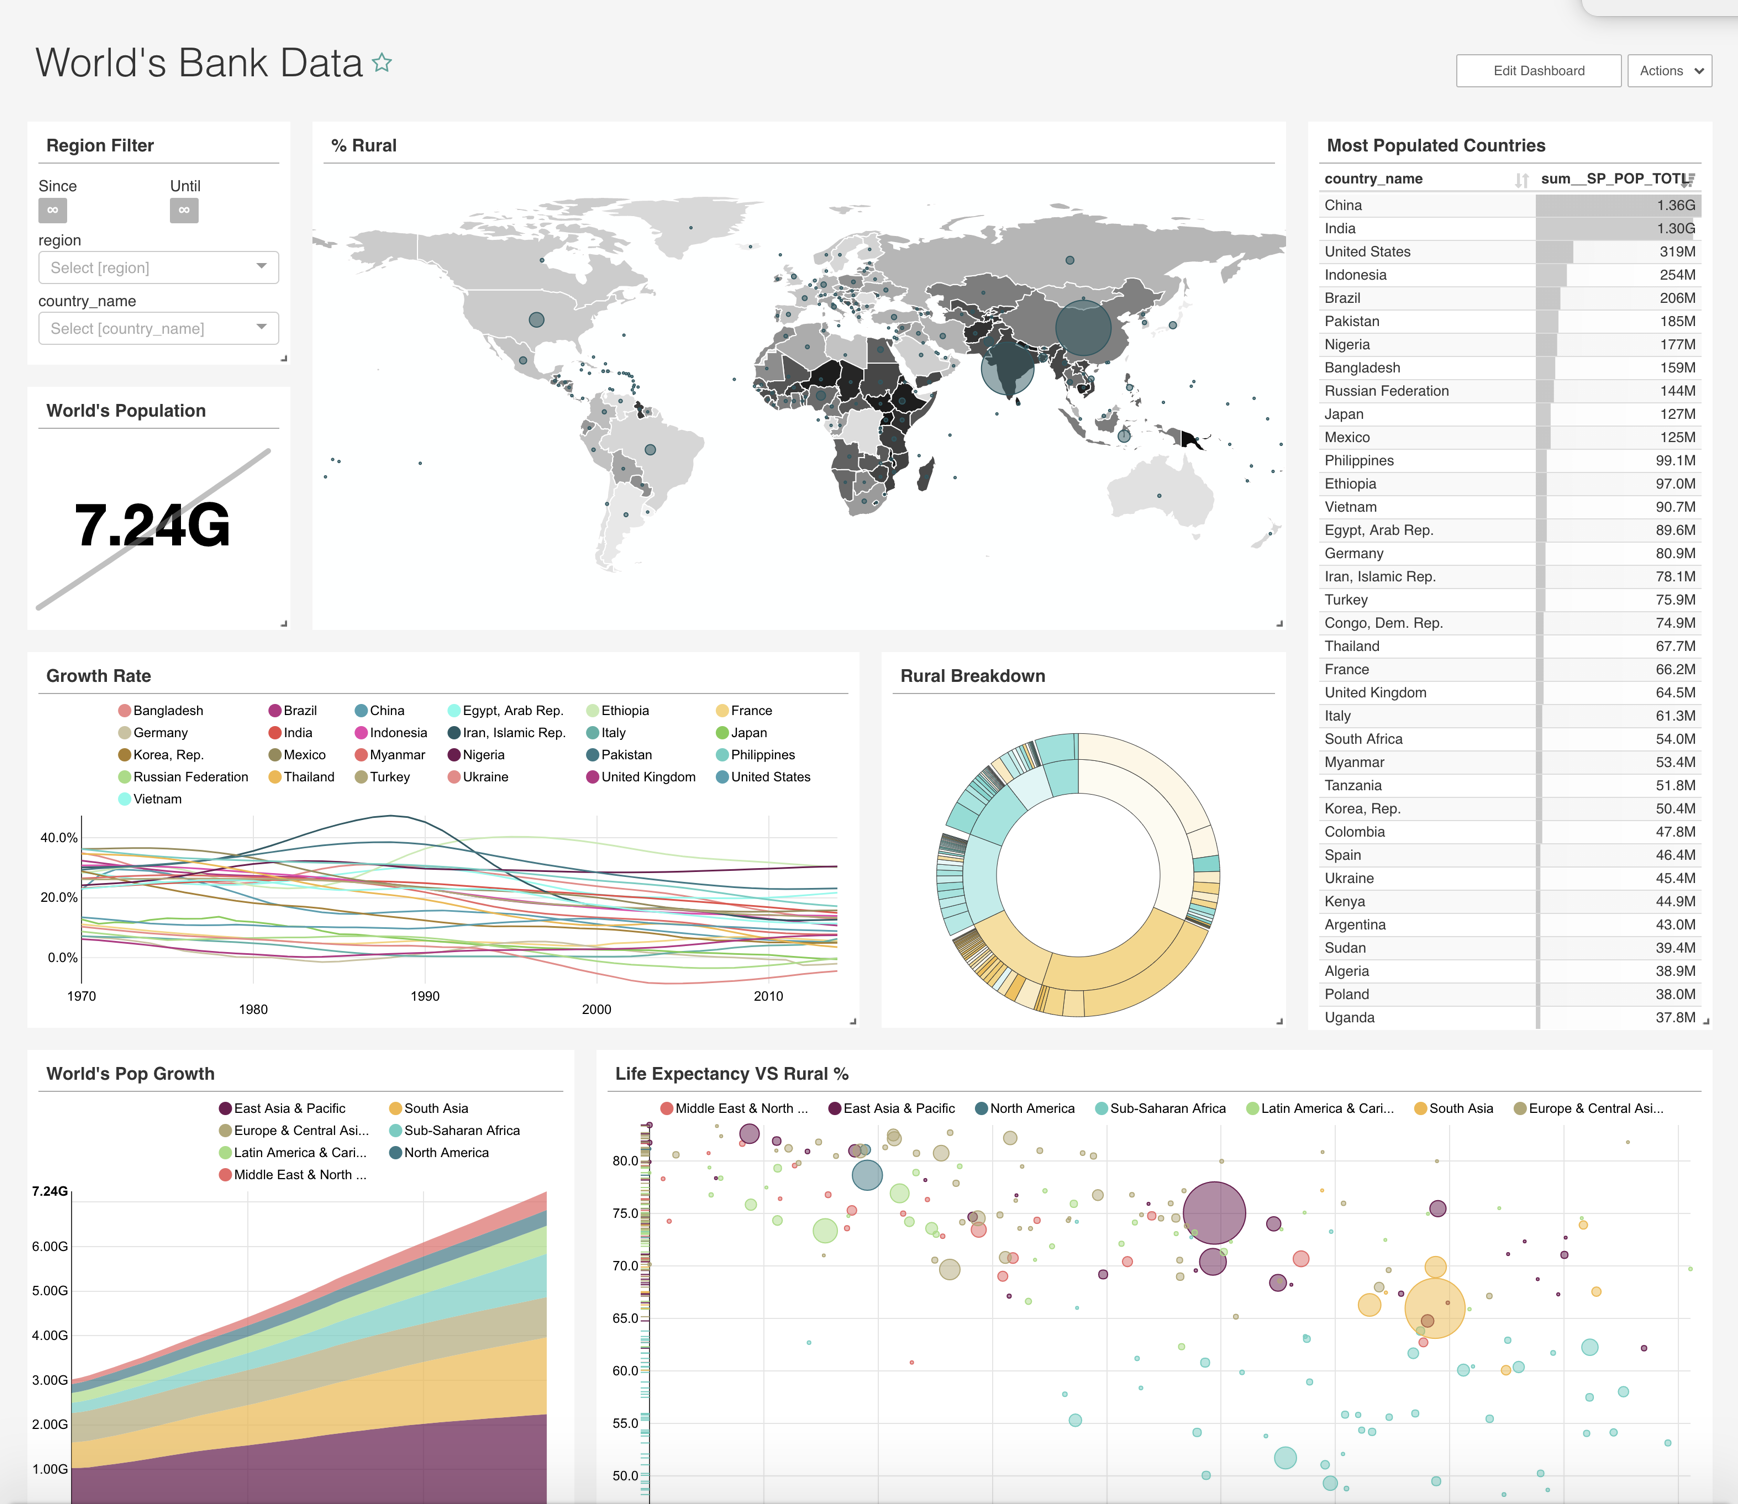 World's Bank Data
Edit Dashboard
Actions
Region Filter
Since
Until
∞
∞
region
Select [region]
country_name
Select [country_name]
World's Population
7.24G
% Rural
Most Populated Countries
country_name sum__SP_POP_TOTL
China 1.36G
India 1.30G
United States 319M
Indonesia 254M
Brazil 206M
Pakistan 185M
Nigeria 177M
Bangladesh 159M
Russian Federation 144M
Japan 127M
Mexico 125M
Philippines 99.1M
Ethiopia 97.0M
Vietnam 90.7M
Egypt, Arab Rep. 89.6M
Germany 80.9M
Iran, Islamic Rep. 78.1M
Turkey 75.9M
Congo, Dem. Rep. 74.9M
Thailand 67.7M
France 66.2M
United Kingdom 64.5M
Italy 61.3M
South Africa 54.0M
Myanmar 53.4M
Tanzania 51.8M
Korea, Rep. 50.4M
Colombia 47.8M
Spain 46.4M
Ukraine 45.4M
Kenya 44.9M
Argentina 43.0M
Sudan 39.4M
Algeria 38.9M
Poland 38.0M
Uganda 37.8M
Growth Rate
Bangladesh Brazil China Egypt, Arab Rep. Ethiopia France
Germany India Indonesia Iran, Islamic Rep. Italy Japan
Korea, Rep. Mexico Myanmar Nigeria Pakistan Philippines
Russian Federation Thailand Turkey Ukraine United Kingdom United States
Vietnam
40.0%
20.0%
0.0%
1970 1980 1990 2000 2010
Rural Breakdown
World's Pop Growth
East Asia & Pacific South Asia
Europe & Central Asi... Sub-Saharan Africa
Latin America & Cari... North America
Middle East & North ...
7.24G
6.00G
5.00G
4.00G
3.00G
2.00G
1.00G
Life Expectancy VS Rural %
Middle East & North ... East Asia & Pacific North America Sub-Saharan Africa Latin America & Cari... South Asia Europe & Central Asi...
80.0
75.0
70.0
65.0
60.0
55.0
50.0